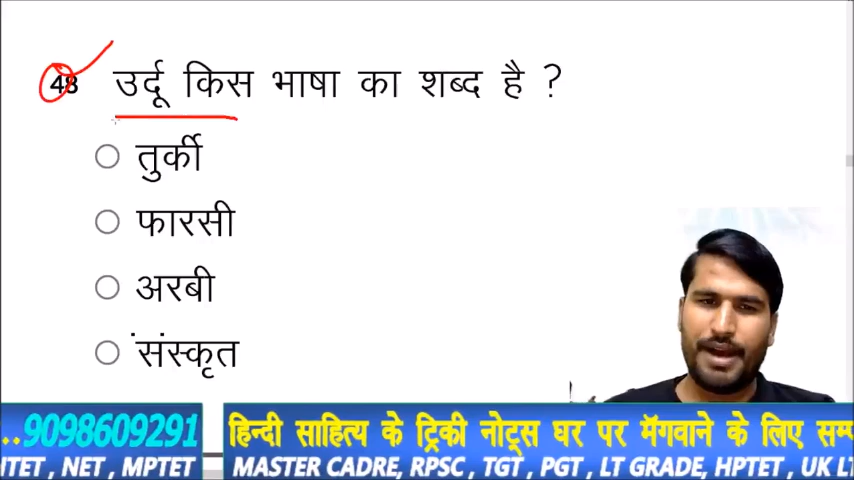 48 उर्दू किस भाषा का शब्द है ?
तुर्की
फारसी
अरबी
संस्कृत
..9098609291
हिन्दी साहित्य के ट्रिकी नोट्स घर पर मॅगवाने के लिए
TET , NET , MPTET
MASTER CADRE, RPSC , TGT , PGT , LT GRADE, HPTET , UK